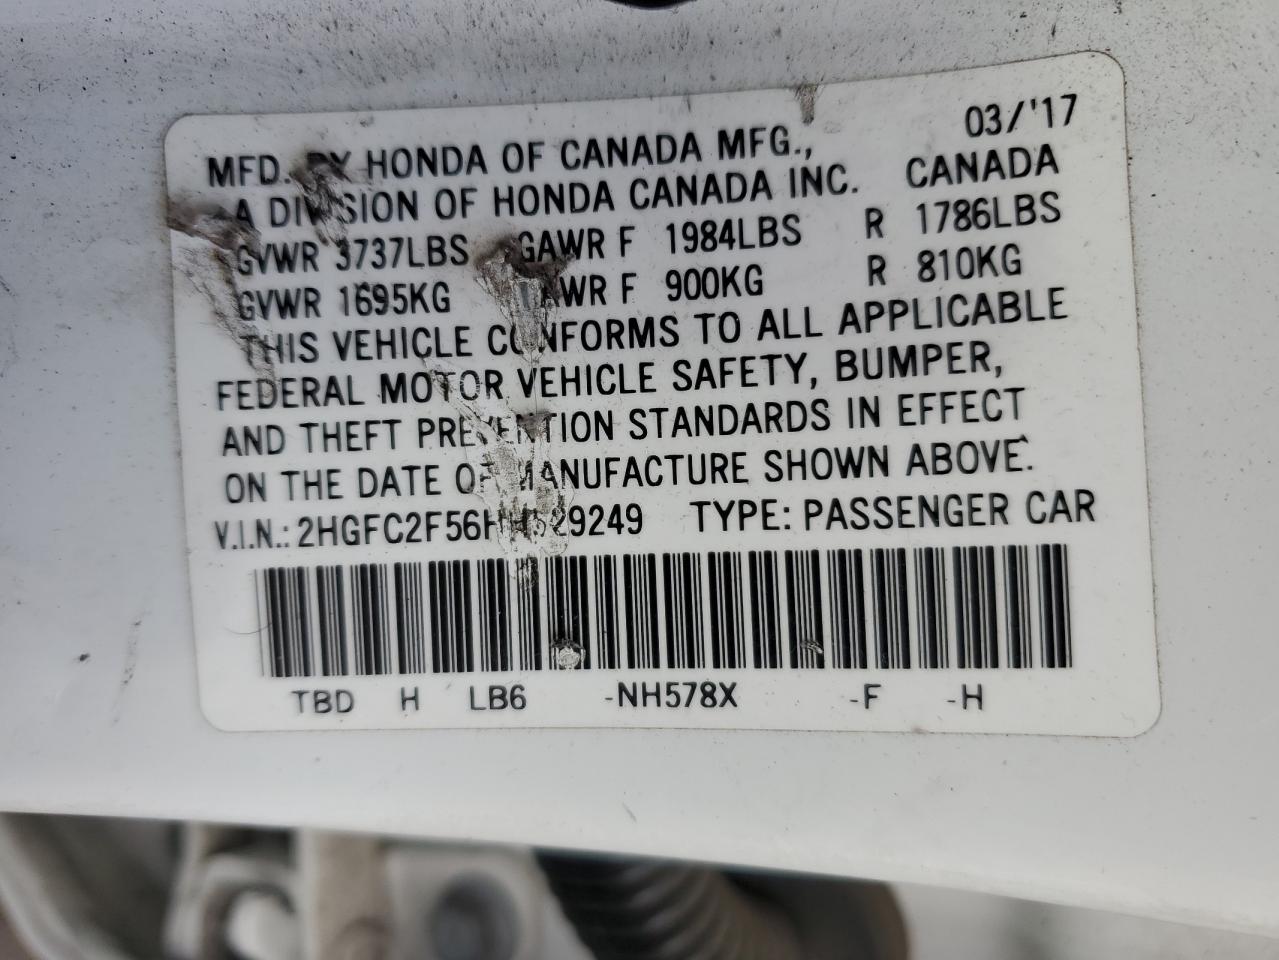 03/'17
MFD. BY HONDA OF CANADA MFG.,
A DIVISION OF HONDA CANADA INC. CANADA
GVWR 3737LBS GAWR F 1984LBS R 1786LBS
GVWR 1695KG GAWR F 900KG R 810KG
THIS VEHICLE CONFORMS TO ALL APPLICABLE
FEDERAL MOTOR VEHICLE SAFETY, BUMPER,
AND THEFT PREVENTION STANDARDS IN EFFECT
ON THE DATE OF MANUFACTURE SHOWN ABOVE.
V.I.N.: 2HGFC2F56HH529249 TYPE: PASSENGER CAR
TBD H LB6 -NH578X -F -H